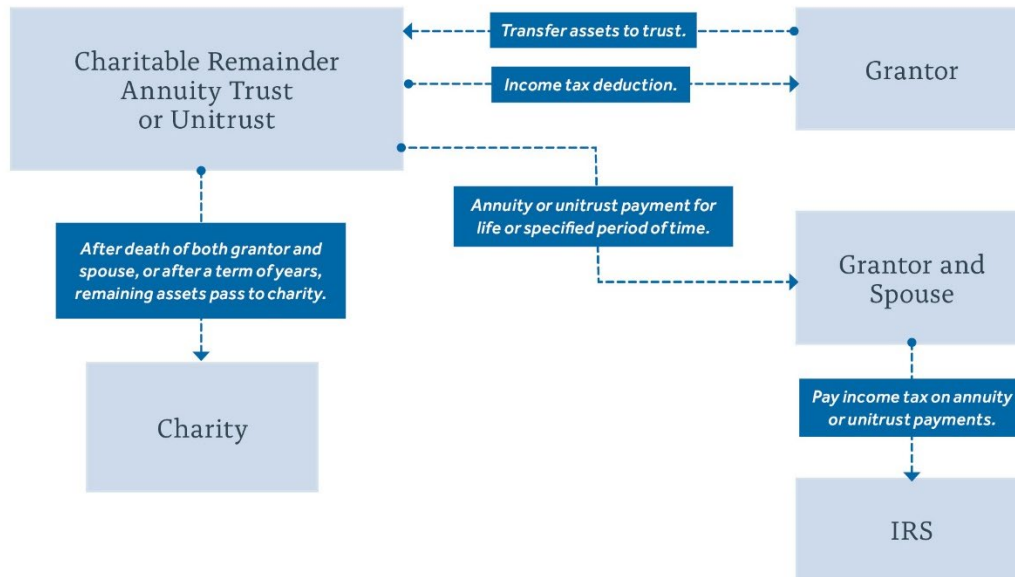 Charitable Remainder
Annuity Trust
or Unitrust
Transfer assets to trust.
Income tax deduction.
Grantor
Annuity or unitrust payment for
life or specified period of time.
After death of both grantor and
spouse, or after a term of years,
remaining assets pass to charity.
Grantor and
Spouse
Charity
Pay income tax on annuity
or unitrust payments.
IRS